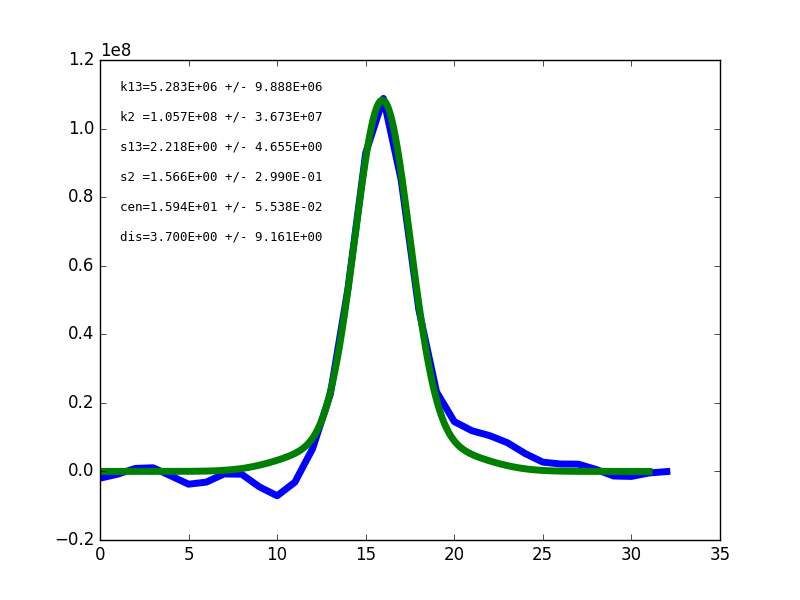 1e8
1.2
k13=5.283E+06 +/- 9.888E+06
k2 =1.057E+08 +/- 3.673E+07
1.0
s13=2.218E+00 +/- 4.655E+00
s2 =1.566E+00 +/- 2.990E-01
0.8
cen=1.594E+01 +/- 5.538E-02
dis=3.700E+00 +/- 9.161E+00
0.6
0.4
0.2
0.0
−0.2
0 5 10 15 20 25 30 35